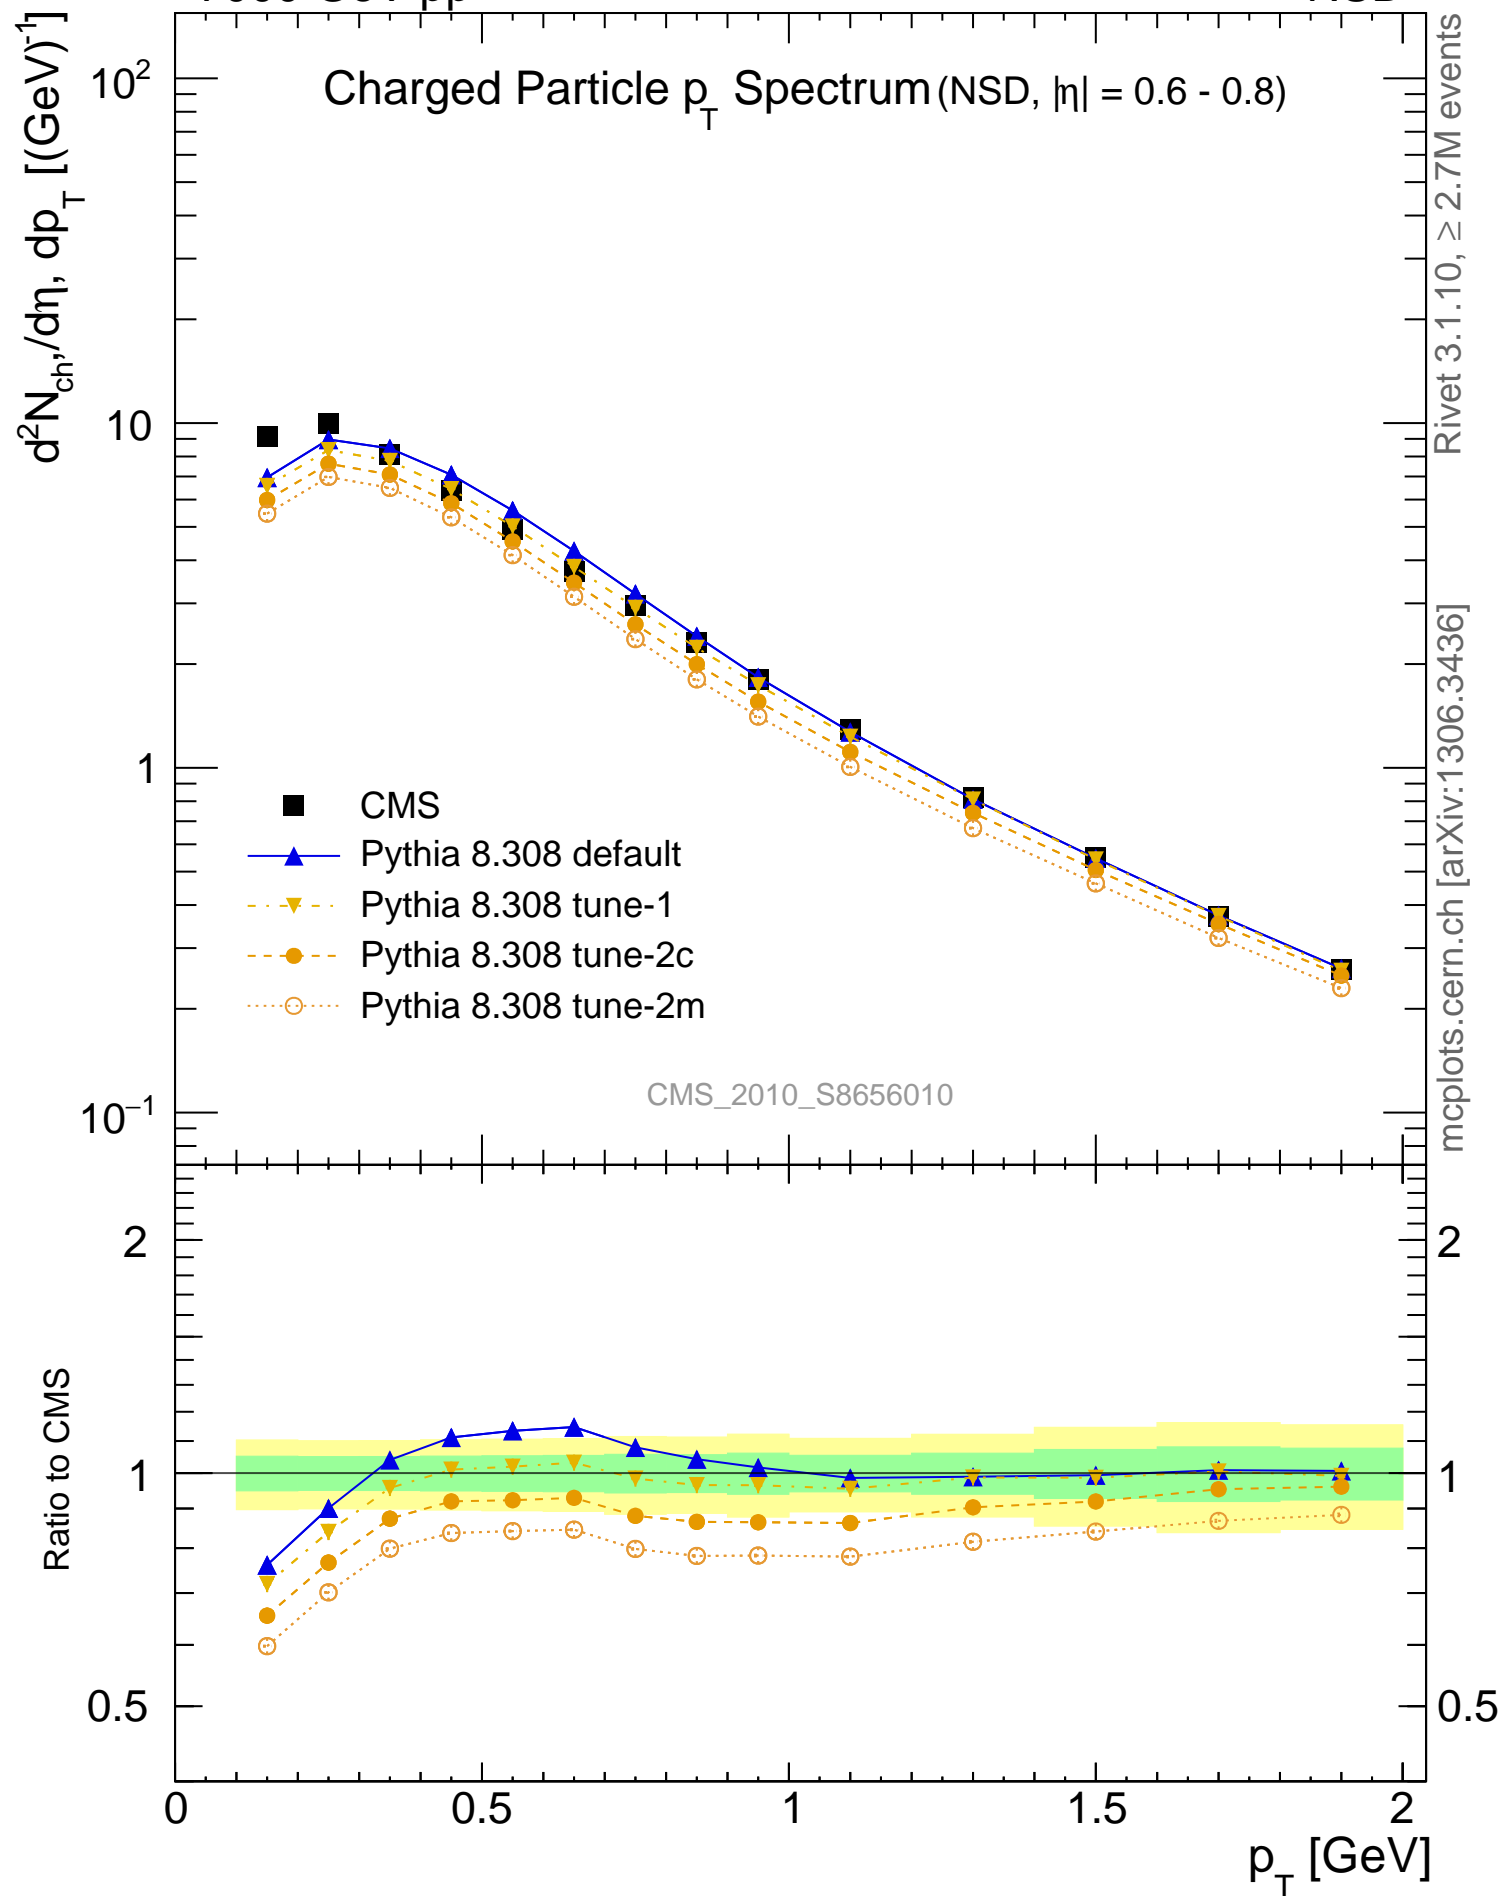 Charged Particle p_T Spectrum (NSD, |η| = 0.6 - 0.8)
d²N_ch,/dη, dp_T [(GeV)⁻¹]
10²
10
1
10⁻¹
CMS
Pythia 8.308 default
Pythia 8.308 tune-1
Pythia 8.308 tune-2c
Pythia 8.308 tune-2m
CMS_2010_S8656010
Rivet 3.1.10, ≥ 2.7M events
mcplots.cern.ch [arXiv:1306.3436]
Ratio to CMS
2
1
0.5
2
1
0.5
0 0.5 1 1.5 2
p_T [GeV]